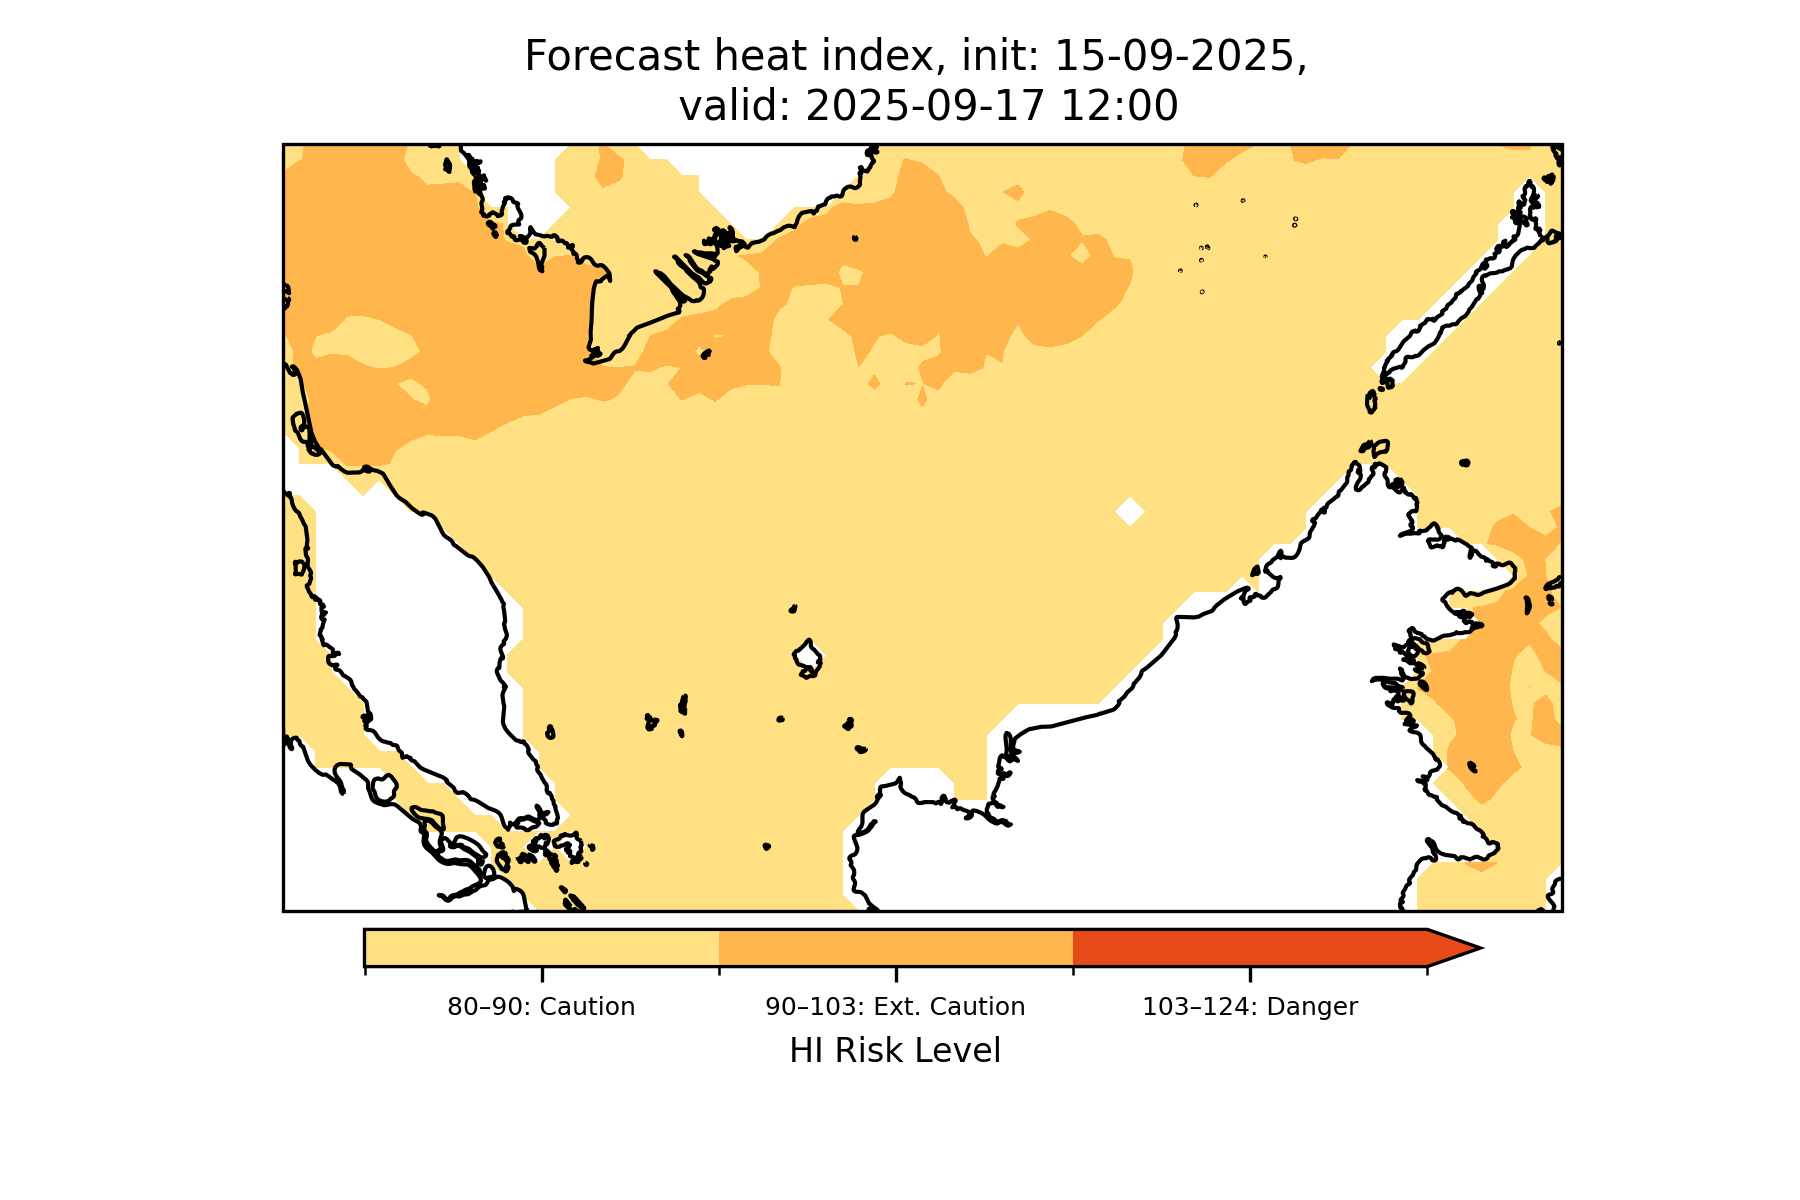 Forecast heat index, init: 15-09-2025,
valid: 2025-09-17 12:00
80–90: Caution
90–103: Ext. Caution
103–124: Danger
HI Risk Level